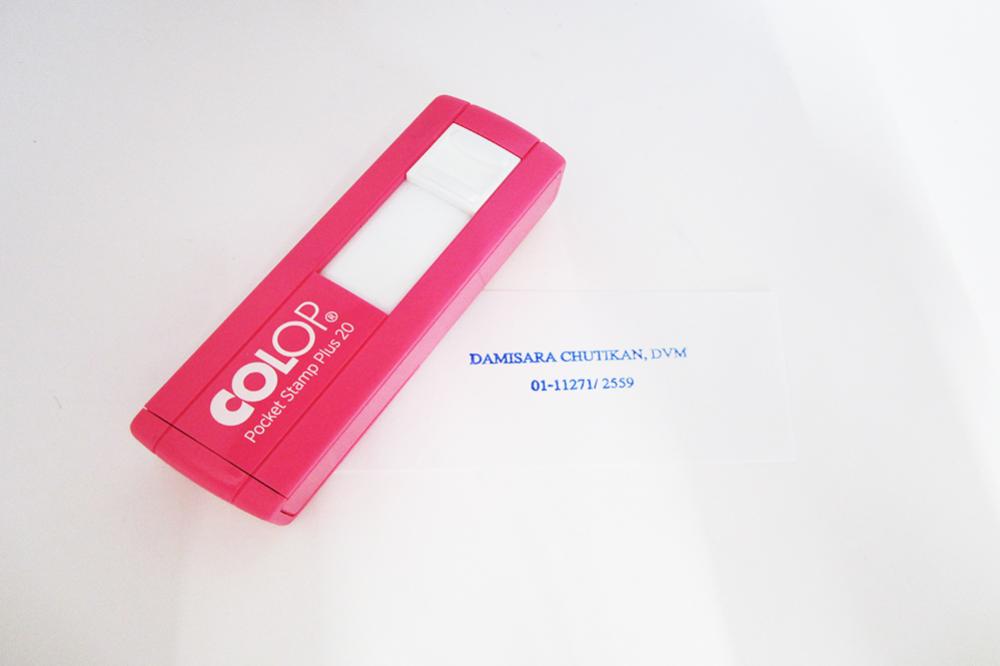 COLOP®
Pocket Stamp Plus 20
DAMISARA CHUTIKAN, DVM
01-11271/ 2559